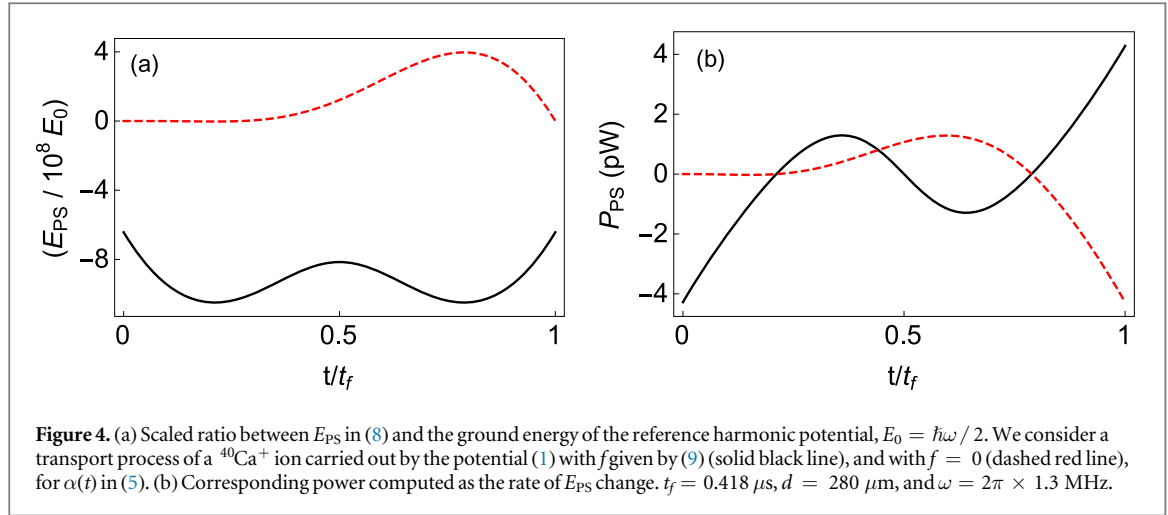 (a)
(E_PS / 10^8 E_0)
4
0
−4
−8
0
0.5
1
t/t_f
(b)
P_PS (pW)
4
2
0
−2
−4
0
0.5
1
t/t_f
Figure 4. (a) Scaled ratio between E_PS in (8) and the ground energy of the reference harmonic potential, E_0 = ℏω/2. We consider a
transport process of a ^40Ca^+ ion carried out by the potential (1) with f given by (9) (solid black line), and with f = 0 (dashed red line),
for α(t) in (5). (b) Corresponding power computed as the rate of E_PS change. t_f = 0.418 μs, d = 280 μm, and ω = 2π × 1.3 MHz.